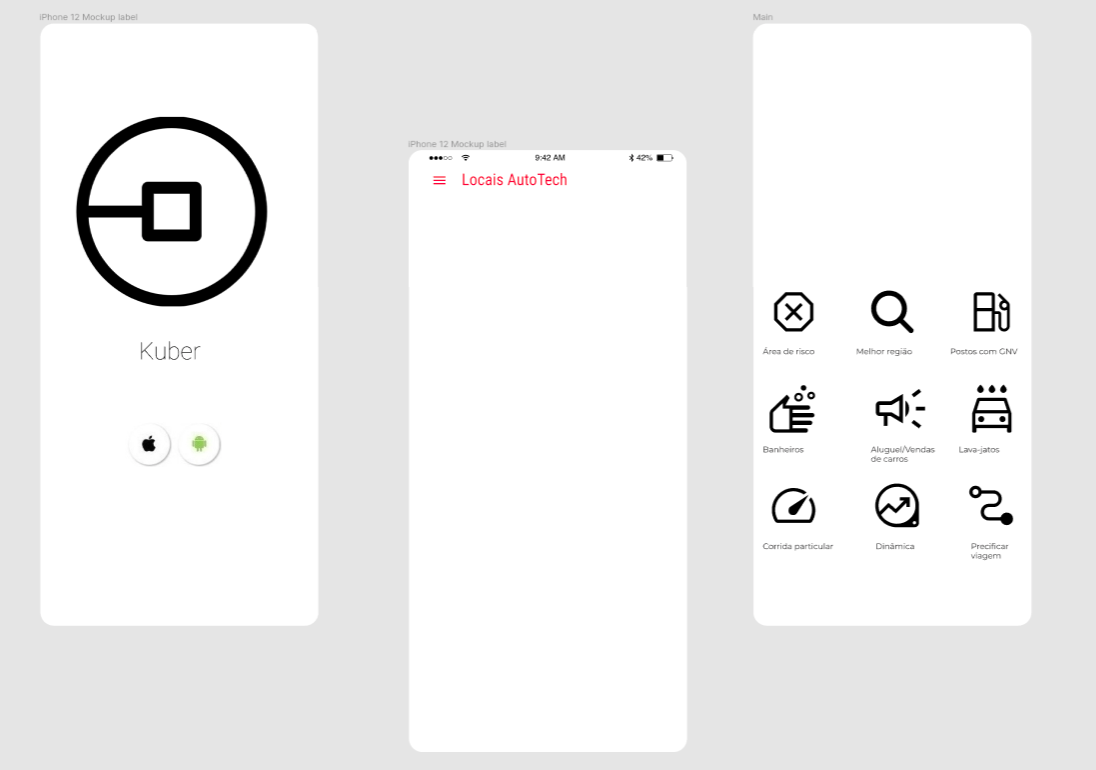 iPhone 12 Mockup label
Kuber
iPhone 12 Mockup label
9:42 AM
42%
Locais AutoTech
Main
Área de risco
Melhor região
Postos com GNV
Banheiros
Aluguel/Vendas
de carros
Lava-jatos
Corrida particular
Dinâmica
Precificar
viagem